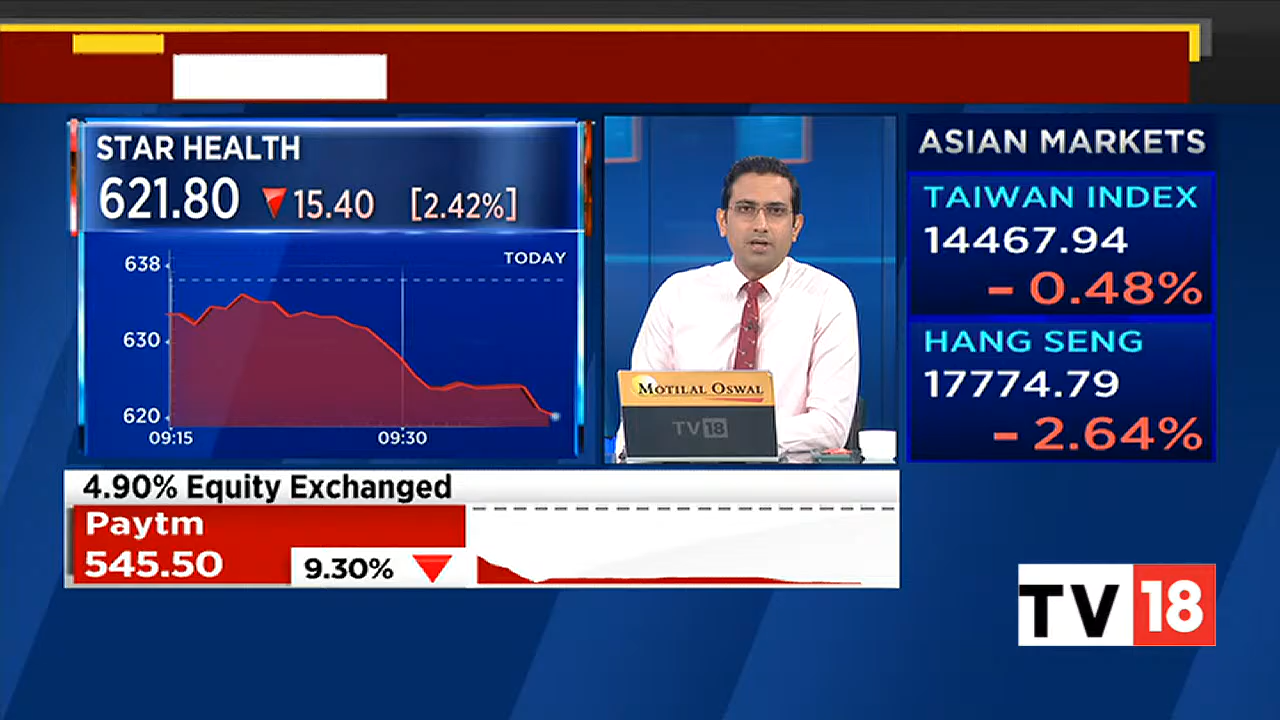 STAR HEALTH
621.80 ▼ 15.40 [2.42%]
TODAY
638
630
620
09:15 09:30
MOTILAL OSWAL
TV18
ASIAN MARKETS
TAIWAN INDEX
14467.94
- 0.48%
HANG SENG
17774.79
- 2.64%
4.90% Equity Exchanged
Paytm
545.50 9.30% ▼
TV18